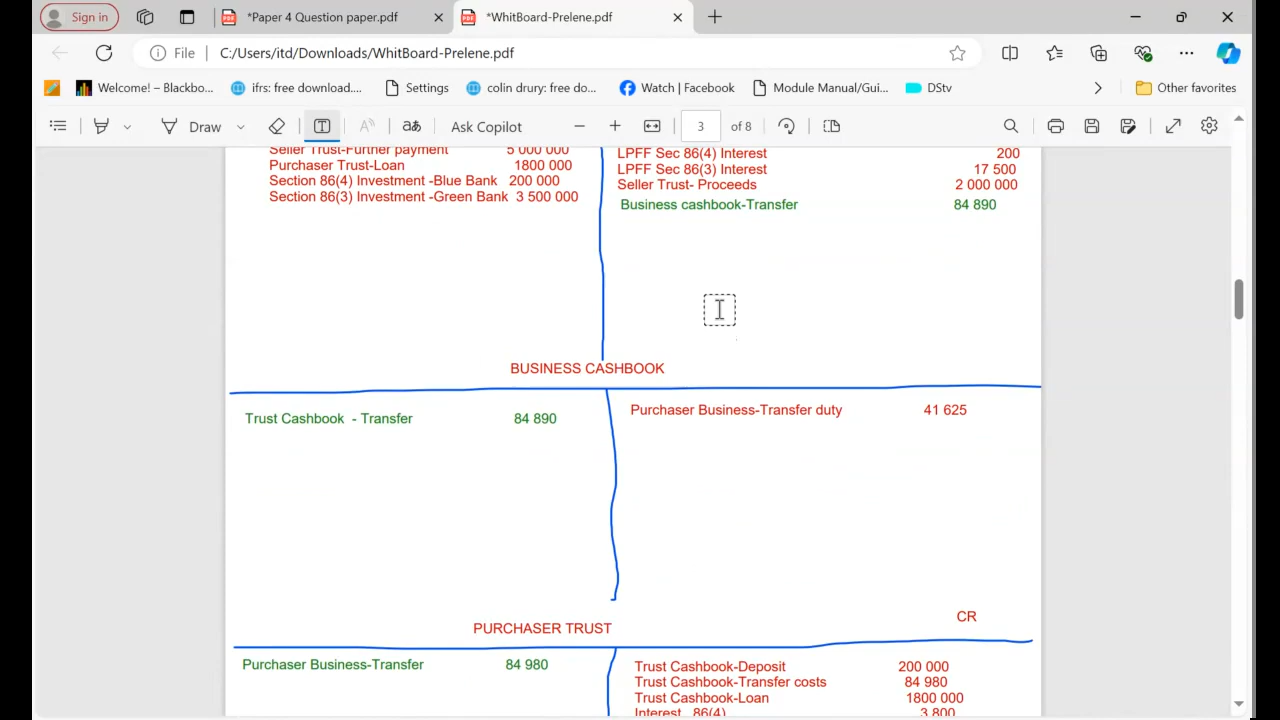 Sign in
*Paper 4 Question paper.pdf
*WhitBoard-Prelene.pdf
File
C:/Users/itd/Downloads/WhitBoard-Prelene.pdf
Welcome! – Blackbo...
ifrs: free download....
Settings
colin drury: free do...
Watch | Facebook
Module Manual/Gui...
DStv
Other favorites
Draw
aあ
Ask Copilot
3
of 8
Seller Trust-Further payment 5 000 000
Purchaser Trust-Loan 1800 000
Section 86(4) Investment -Blue Bank 200 000
Section 86(3) Investment -Green Bank 3 500 000
LPFF Sec 86(4) Interest 200
LPFF Sec 86(3) Interest 17 500
Seller Trust- Proceeds 2 000 000
Business cashbook-Transfer 84 890
BUSINESS CASHBOOK
Trust Cashbook - Transfer 84 890
Purchaser Business-Transfer duty 41 625
CR
PURCHASER TRUST
Purchaser Business-Transfer 84 980
Trust Cashbook-Deposit 200 000
Trust Cashbook-Transfer costs 84 980
Trust Cashbook-Loan 1800 000
Interest 86(4) 3 800